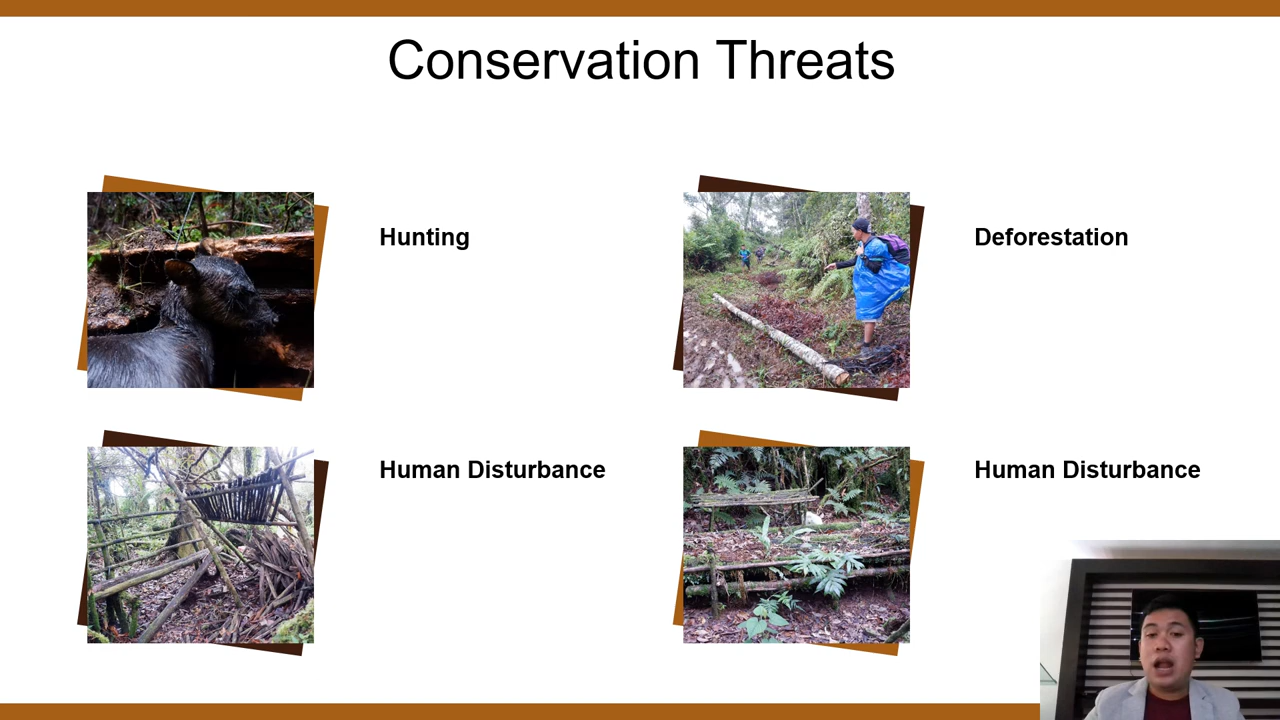 Conservation Threats
Hunting
Deforestation
Human Disturbance
Human Disturbance